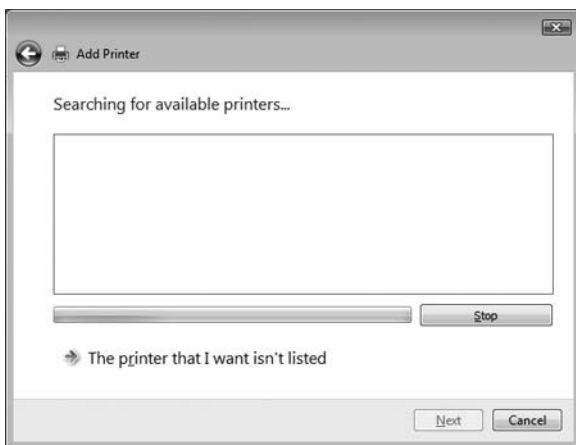 Add Printer
Searching for available printers...
Stop
The printer that I want isn't listed
Next
Cancel